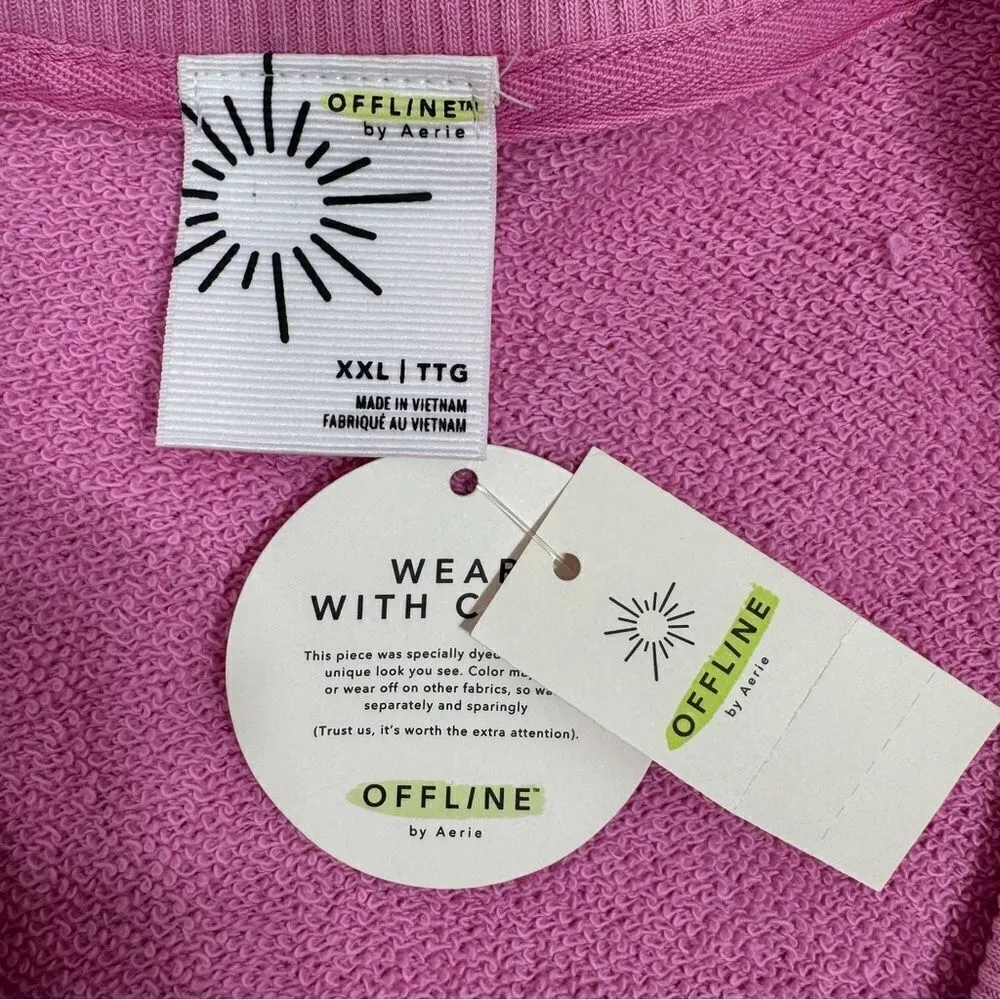 OFFLINE™
by Aerie
XXL | TTG
MADE IN VIETNAM
FABRIQUÉ AU VIETNAM
WEAR
WITH
This piece was specially dyed
unique look you see. Color
or wear off on other fabrics, so
separately and sparingly
(Trust us, it's worth the extra attention).
OFFLINE™
by Aerie
OFFLINE
by Aerie